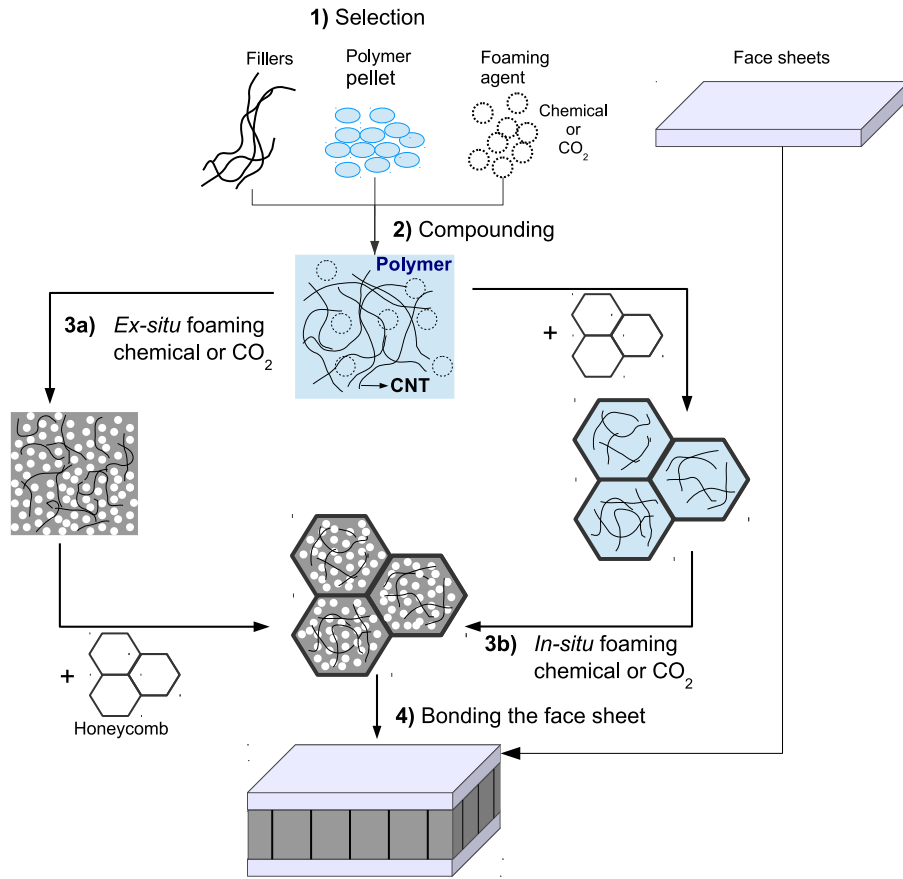 1) Selection
Fillers
Polymer
pellet
Foaming
agent
Chemical
or
CO₂
Face sheets
2) Compounding
Polymer
CNT
3a) Ex-situ foaming
chemical or CO₂
+
+
Honeycomb
3b) In-situ foaming
chemical or CO₂
4) Bonding the face sheet